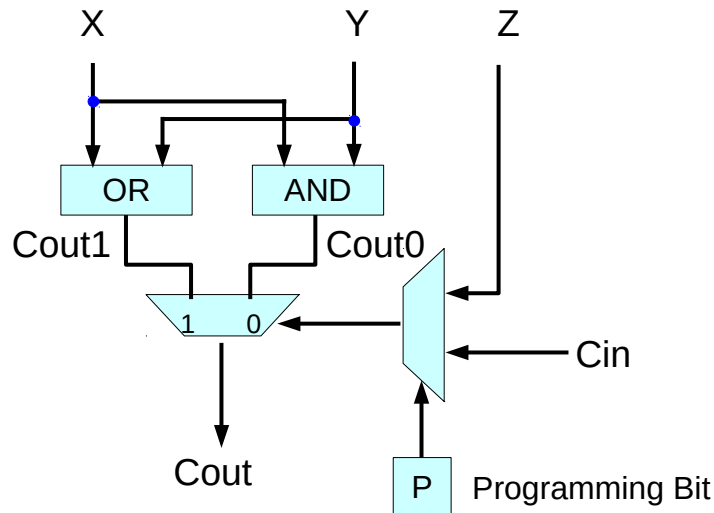 X
Y
Z
OR
AND
Cout1
Cout0
1
0
Cin
Cout
P
Programming Bit